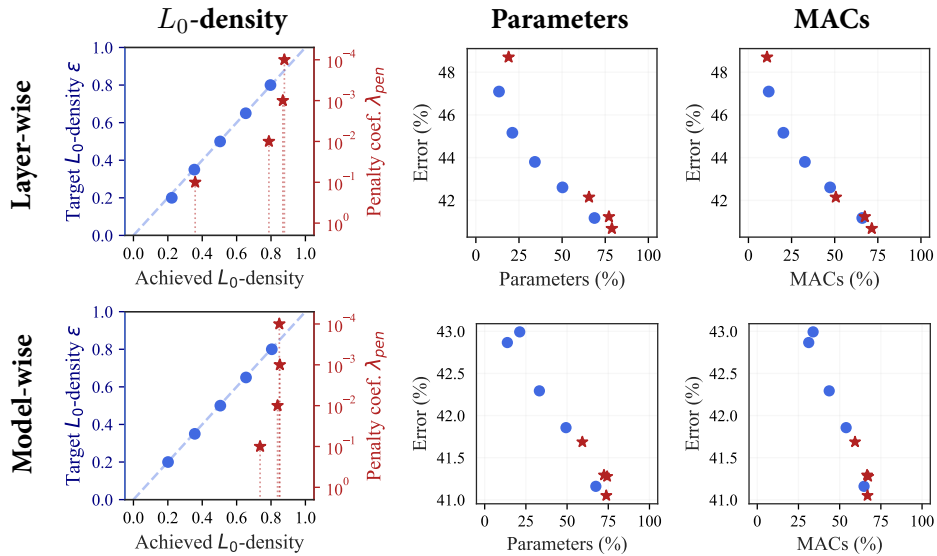 L₀-density
Parameters
MACs
Layer-wise
Target L₀-density ε
1.0
0.8
0.6
0.4
0.2
0.0
0.0 0.2 0.4 0.6 0.8 1.0
Achieved L₀-density
10⁻⁴
10⁻³
10⁻²
10⁻¹
10⁰
Penalty coef. λ_pen
Error (%)
48
46
44
42
0 25 50 75 100
Parameters (%)
Error (%)
48
46
44
42
0 25 50 75 100
MACs (%)
Model-wise
Target L₀-density ε
1.0
0.8
0.6
0.4
0.2
0.0
0.0 0.2 0.4 0.6 0.8 1.0
Achieved L₀-density
10⁻⁴
10⁻³
10⁻²
10⁻¹
10⁰
Penalty coef. λ_pen
Error (%)
43.0
42.5
42.0
41.5
41.0
0 25 50 75 100
Parameters (%)
Error (%)
43.0
42.5
42.0
41.5
41.0
0 25 50 75 100
MACs (%)